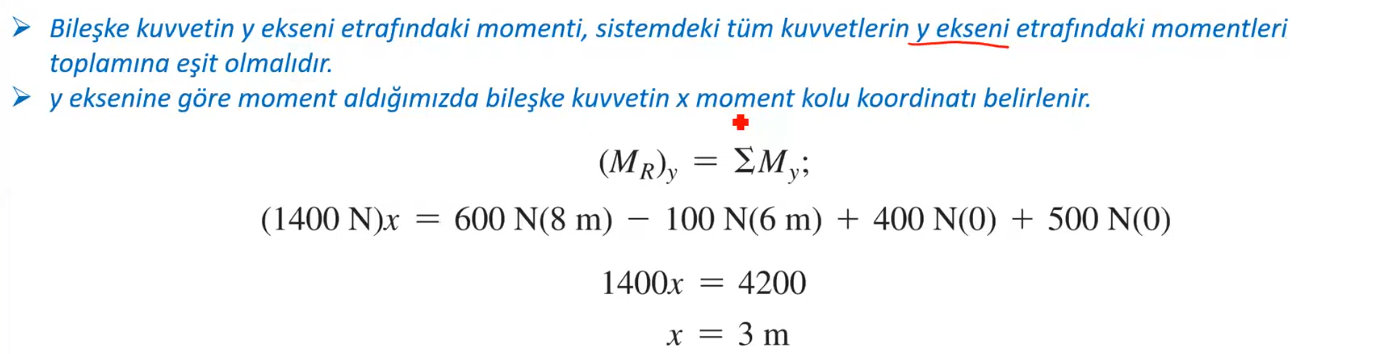 ➤ Bileşke kuvvetin y ekseni etrafındaki momenti, sistemdeki tüm kuvvetlerin y ekseni etrafındaki momentleri
toplamına eşit olmalıdır.
➤ y eksenine göre moment aldığımızda bileşke kuvvetin x moment kolu koordinatı belirlenir.
(M_R)_y = ΣM_y;
(1400 N)x = 600 N(8 m) − 100 N(6 m) + 400 N(0) + 500 N(0)
1400x = 4200
x = 3 m